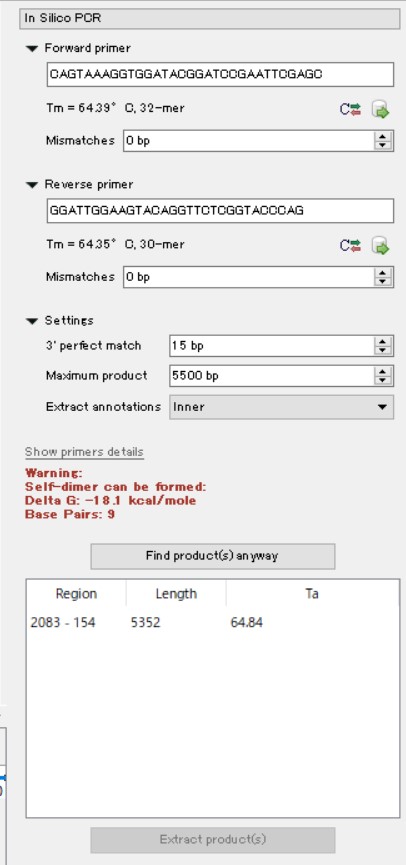 In Silico PCR
Forward primer
CAGTAAAGGTGGATACGGATCCGAATTCGAGC
Tm = 64.39° C, 32-mer
C
Mismatches 0 bp
Reverse primer
GGATTGGAAGTACAGGTTCTCGGTACCCAG
Tm = 64.35° C, 30-mer
C
Mismatches 0 bp
Settings
3' perfect match 15 bp
Maximum product 5500 bp
Extract annotations Inner
Show primers details
Warning:
Self-dimer can be formed:
Delta G: -18.1 kcal/mole
Base Pairs: 9
Find product(s) anyway
Region Length Ta
2083 - 154 5352 64.84
Extract product(s)